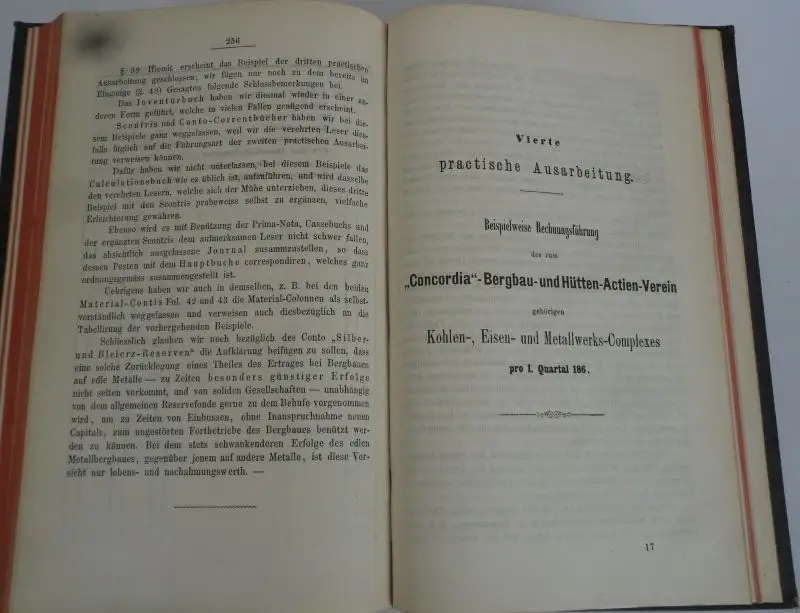 256
§ 59 Hiemit erscheint das Beispiel der dritten practischen
Ausarbeitung geschlossen; wir fügen nur noch zu dem bereits im
Eingange (§. 48) Gesagten folgende Schlussbemerkungen bei.
Das Inventurbuch haben wir diesmal wieder in einer an-
deren Form geführt, welche in vielen Fällen genügend erscheint.
Scontris und Conto-Correntbücher haben wir bei die-
sem Beispiele ganz weggelassen, weil wir die verehrten Leser dies-
falls füglich auf die Führungsart der zweiten practischen Ausarbei-
tung verweisen können.
Dafür haben wir nicht unterlassen, bei diesem Beispiele das
Calculationsbuch wie es üblich ist, aufzuführen, und wird dasselbe
den verehrten Lesern, welche sich der Mühe unterziehen, dieses dritte
Beispiel mit den Scontris probeweise selbst zu ergänzen, vielfache
Erleichterung gewähren.
Ebenso wird es mit Benützung der Prima-Nota, Cassebuchs und
der ergänzten Scontris dem aufmerksamen Leser nicht schwer fallen,
das absichtlich ausgelassene Journal zusammzustellen, so dass
dessen Posten mit dem Hauptbuche correspondiren, welches ganz
ordnungsgemäss zusammengestellt ist.
Uebrigens haben wir auch in demselben, z. B. bei den beiden
Material-Contis Fol. 42 und 43 die Material-Colonnen als selbst-
verständlich weggelassen und verweisen auch diesbezüglich an die
Tabellirung der vorhergehenden Beispiele.
Schliesslich glauben wir noch bezüglich des Conto „Silber-
und Bleierz-Reserven" die Aufklärung beifügen zu sollen, dass
eine solche Zurücklegung eines Theiles des Ertrages bei Bergbauen
auf edle Metalle — zu Zeiten besonders günstiger Erfolge
nicht selten vorkommt, und von soliden Gesellschaften — unabhängig
von dem allgemeinen Reservefonde gerne zu dem Behufe vorgenommen
wird, um zu Zeiten von Einbussen, ohne Inanspruchnahme neuen
Capitals, zum ungestörten Fortbetriebe des Bergbaues benützt wer-
den zu können. Bei dem stets schwankenderen Erfolge des edlen
Metallbergbaues, gegenüber jenem auf andere Metalle, ist diese Vor-
sicht nur lobens- und nachahmungswerth. —
Vierte
practische Ausarbeitung.
Beispielweise Rechnungsführung
des zum
„Concordia"-Bergbau-und Hütten-Actien-Verein
gehörigen
Kohlen-, Eisen- und Metallwerks-Complexes
pro I. Quartal 186.
17